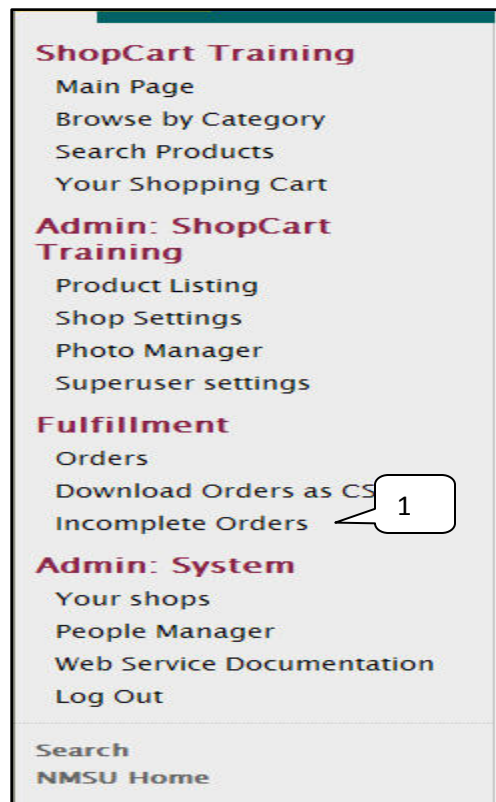 ShopCart Training
Main Page
Browse by Category
Search Products
Your Shopping Cart
Admin: ShopCart
Training
Product Listing
Shop Settings
Photo Manager
Superuser settings
Fulfillment
Orders
Download Orders as CS
1
Incomplete Orders
Admin: System
Your shops
People Manager
Web Service Documentation
Log Out
Search
NMSU Home